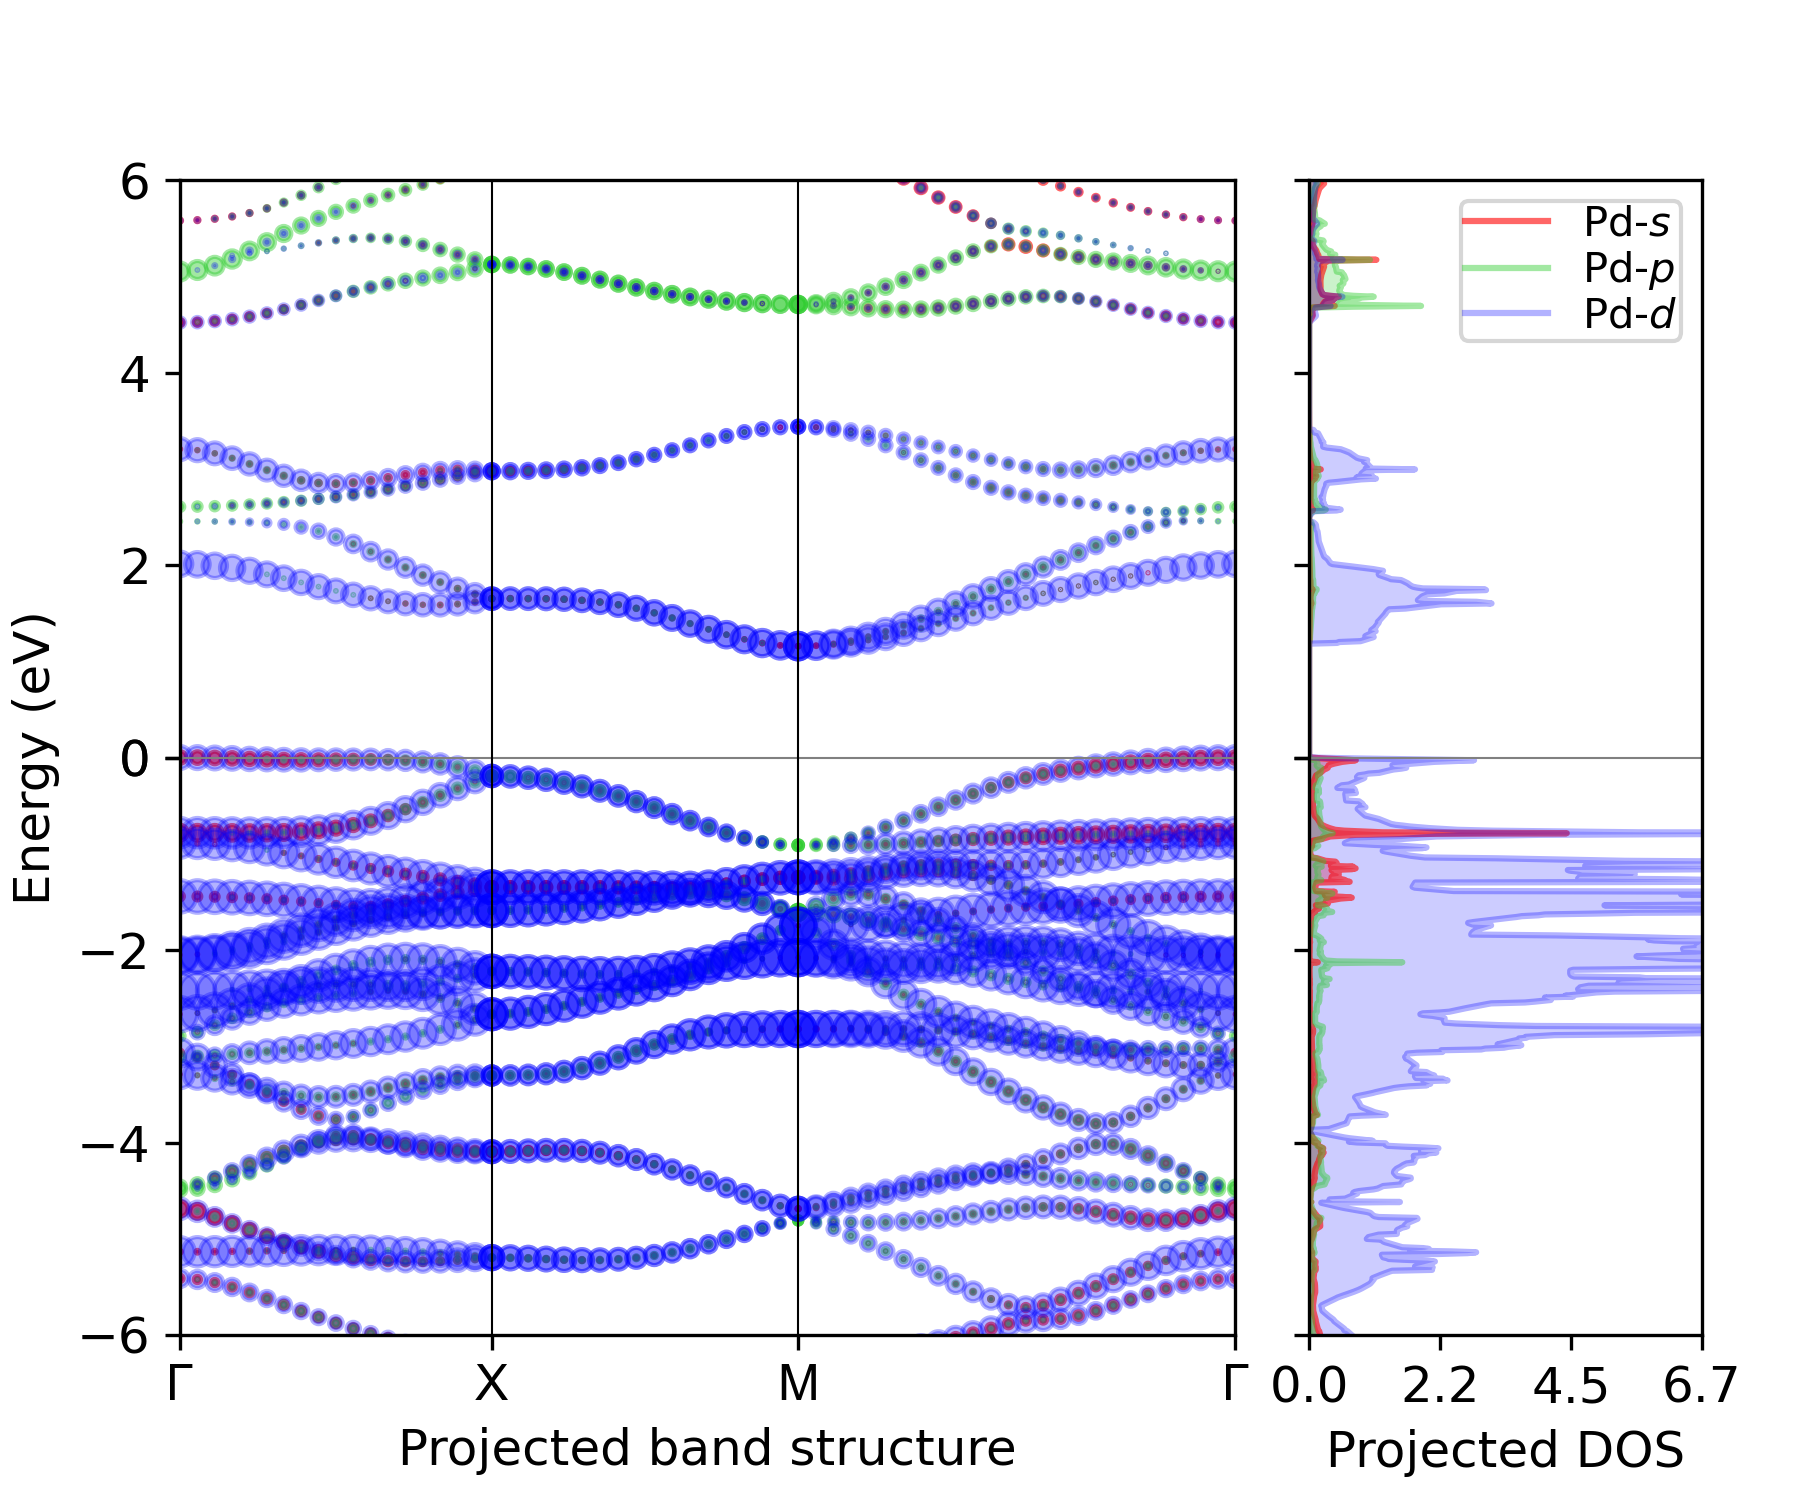 6
4
2
0
−2
−4
−6
Energy (eV)
Γ
X
M
Γ
Projected band structure
Pd-s
Pd-p
Pd-d
0.0
2.2
4.5
6.7
Projected DOS